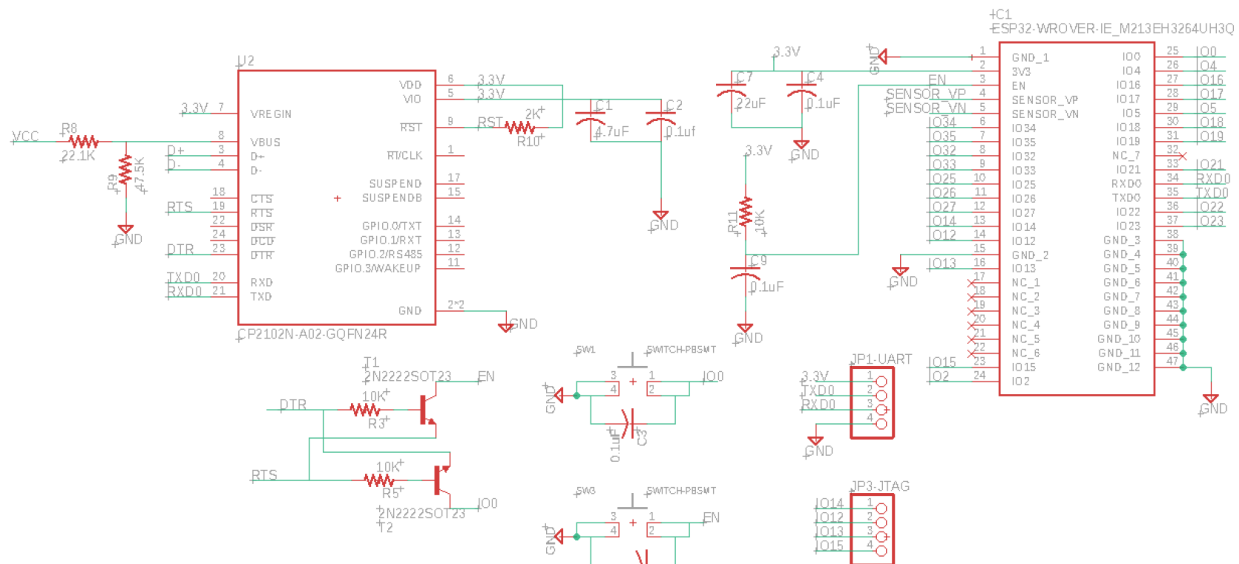 U2
VDD 6 3.3V
VIO 5 3.3V
3.3V 7 VREGIN
RST 9 RST 2K R10
C1 4.7uF
C2 0.1uf
GND
VCC R8 22.1K
8 VBUS
D+ 3 D+
D- 4 D-
R9 47.5K
GND
RI/CLK 1
SUSPEND 17
SUSPENDB 15
18 CTS
RTS 19 RTS
22 DSR
24 DCD
DTR 23 DTR
GPIO.0/TXT 14
GPIO.1/RXT 13
GPIO.2/RS485 12
GPIO.3/WAKEUP 11
TXD0 20 RXD
RXD0 21 TXD
GND 2*2 GND
CP2102N-A02-GQFN24R
3.3V
C7 22uF
C4 0.1uF
GND
3.3V
R11 10K
C9 0.1uF
GND
C1
ESP32-WROVER-IE_M213EH3264UH3Q
GND 1 GND_1
2 3V3
EN 3 EN
SENSOR_VP 4 SENSOR_VP
SENSOR_VN 5 SENSOR_VN
IO34 6 IO34
IO35 7 IO35
IO32 8 IO32
IO33 9 IO33
IO25 10 IO25
IO26 11 IO26
IO27 12 IO27
IO14 13 IO14
IO12 14 IO12
GND 15 GND_2
IO13 16 IO13
17 NC_1
18 NC_2
19 NC_3
20 NC_4
21 NC_5
22 NC_6
IO15 23 IO15
IO2 24 IO2
IO0 25 IO0
IO4 26 IO4
IO16 27 IO16
IO17 28 IO17
IO5 29 IO5
IO18 30 IO18
IO19 31 IO19
NC_7 32
IO21 33 IO21
RXD0 34 RXD0
TXD0 35 TXD0
IO22 36 IO22
IO23 37 IO23
GND_3 38
GND_4 39
GND_5 40
GND_6 41
GND_7 42
GND_8 43
GND_9 44
GND_10 45
GND_11 46
GND_12 47
GND
T1
2N2222SOT23
EN
DTR 10K R3
RTS 10K R5
IO0
2N2222SOT23
T2
SW1 SWITCH-PBSMT
GND 3 4 1 2 IO0
0.1uF C3
SW3 SWITCH-PBSMT
GND 3 4 1 2 EN
JP1-UART
3.3V 1
TXD0 2
RXD0 3
4
GND
JP3-JTAG
IO14 1
IO12 2
IO13 3
IO15 4